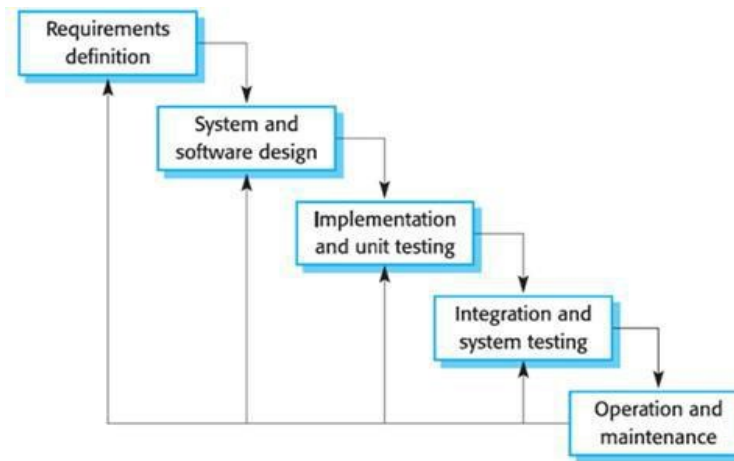 Requirements
definition
System and
software design
Implementation
and unit testing
Integration and
system testing
Operation and
maintenance